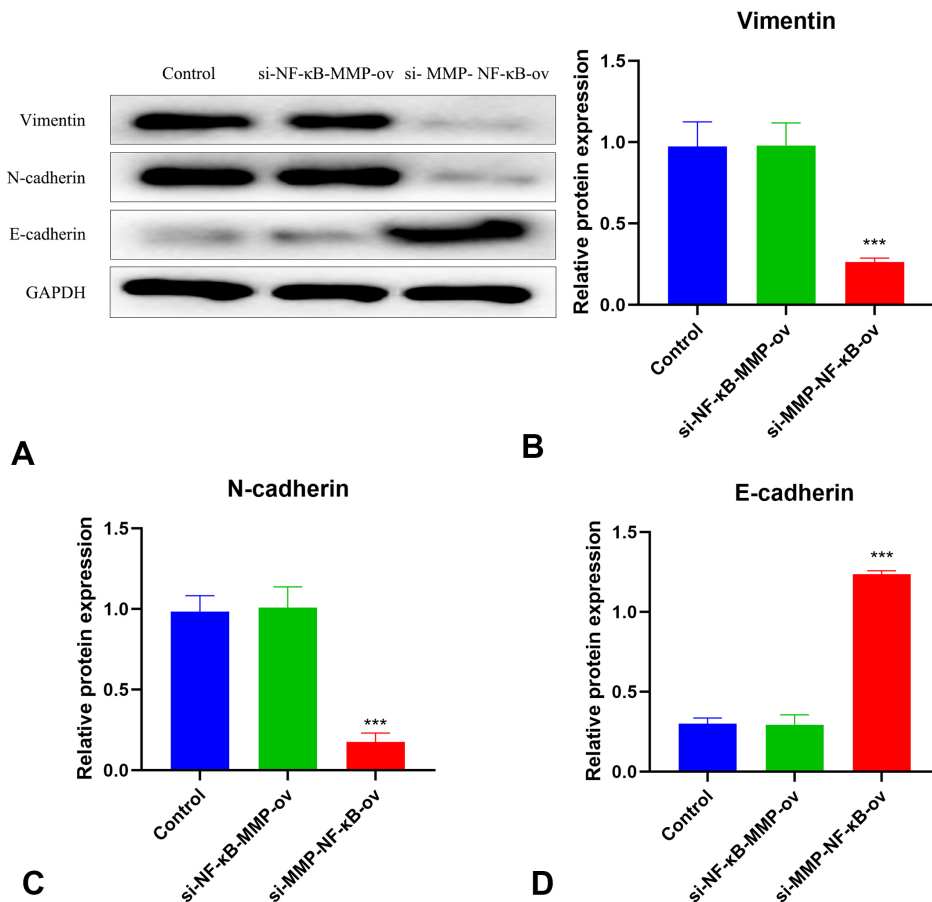 Control si-NF-κB-MMP-ov si- MMP- NF-κB-ov
Vimentin
N-cadherin
E-cadherin
GAPDH
A
Vimentin
Relative protein expression
1.5
1.0
0.5
0.0
***
Control
si-NF-κB-MMP-ov
si-MMP-NF-κB-ov
B
N-cadherin
Relative protein expression
1.5
1.0
0.5
0.0
***
Control
si-NF-κB-MMP-ov
si-MMP-NF-κB-ov
C
E-cadherin
Relative protein expression
1.5
1.0
0.5
0.0
***
Control
si-NF-κB-MMP-ov
si-MMP-NF-κB-ov
D